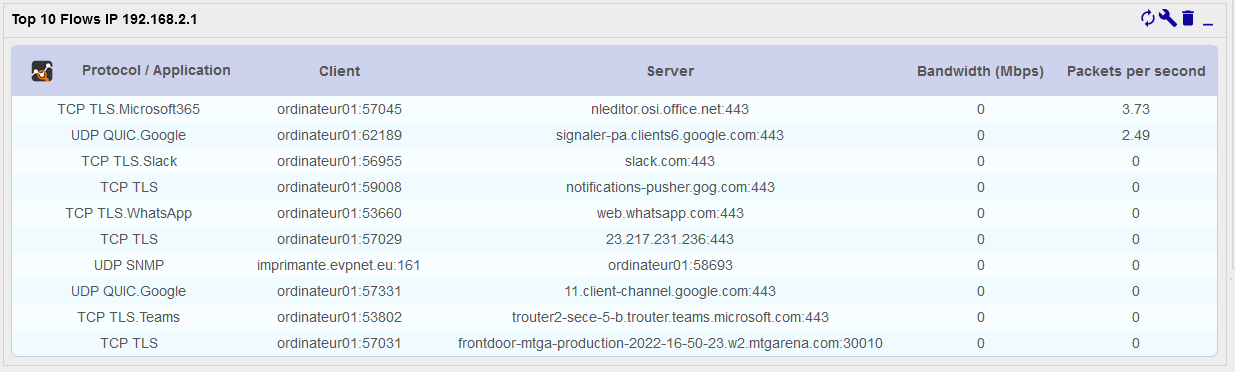 Top 10 Flows IP 192.168.2.1
Protocol / Application Client Server Bandwidth (Mbps) Packets per second
TCP TLS.Microsoft365 ordinateur01:57045 nleditor.osi.office.net:443 0 3.73
UDP QUIC.Google ordinateur01:62189 signaler-pa.clients6.google.com:443 0 2.49
TCP TLS.Slack ordinateur01:56955 slack.com:443 0 0
TCP TLS ordinateur01:59008 notifications-pusher.gog.com:443 0 0
TCP TLS.WhatsApp ordinateur01:53660 web.whatsapp.com:443 0 0
TCP TLS ordinateur01:57029 23.217.231.236:443 0 0
UDP SNMP imprimante.evpnet.eu:161 ordinateur01:58693 0 0
UDP QUIC.Google ordinateur01:57331 11.client-channel.google.com:443 0 0
TCP TLS.Teams ordinateur01:53802 trouter2-sece-5-b.trouter.teams.microsoft.com:443 0 0
TCP TLS ordinateur01:57031 frontdoor-mtga-production-2022-16-50-23.w2.mtgarena.com:30010 0 0